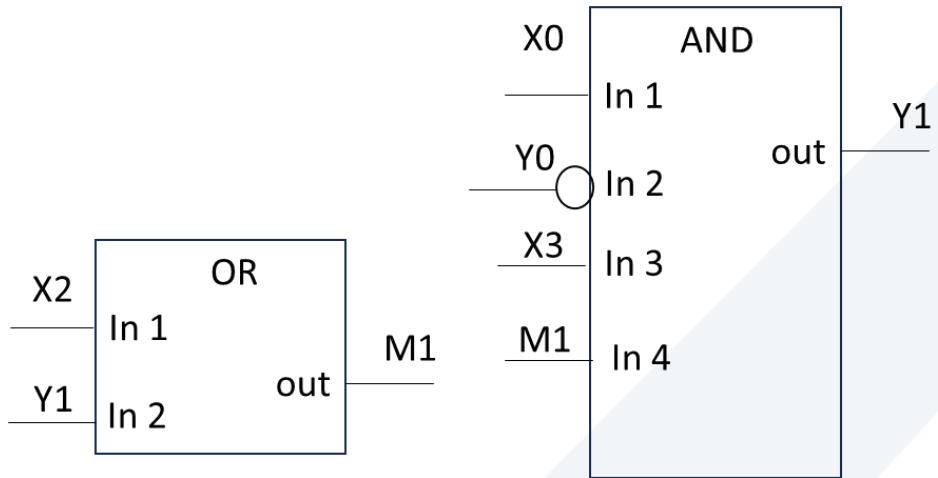 X2
OR
In 1
Y1
In 2
out
M1
X0
AND
In 1
Y0
In 2
X3
In 3
M1
In 4
out
Y1